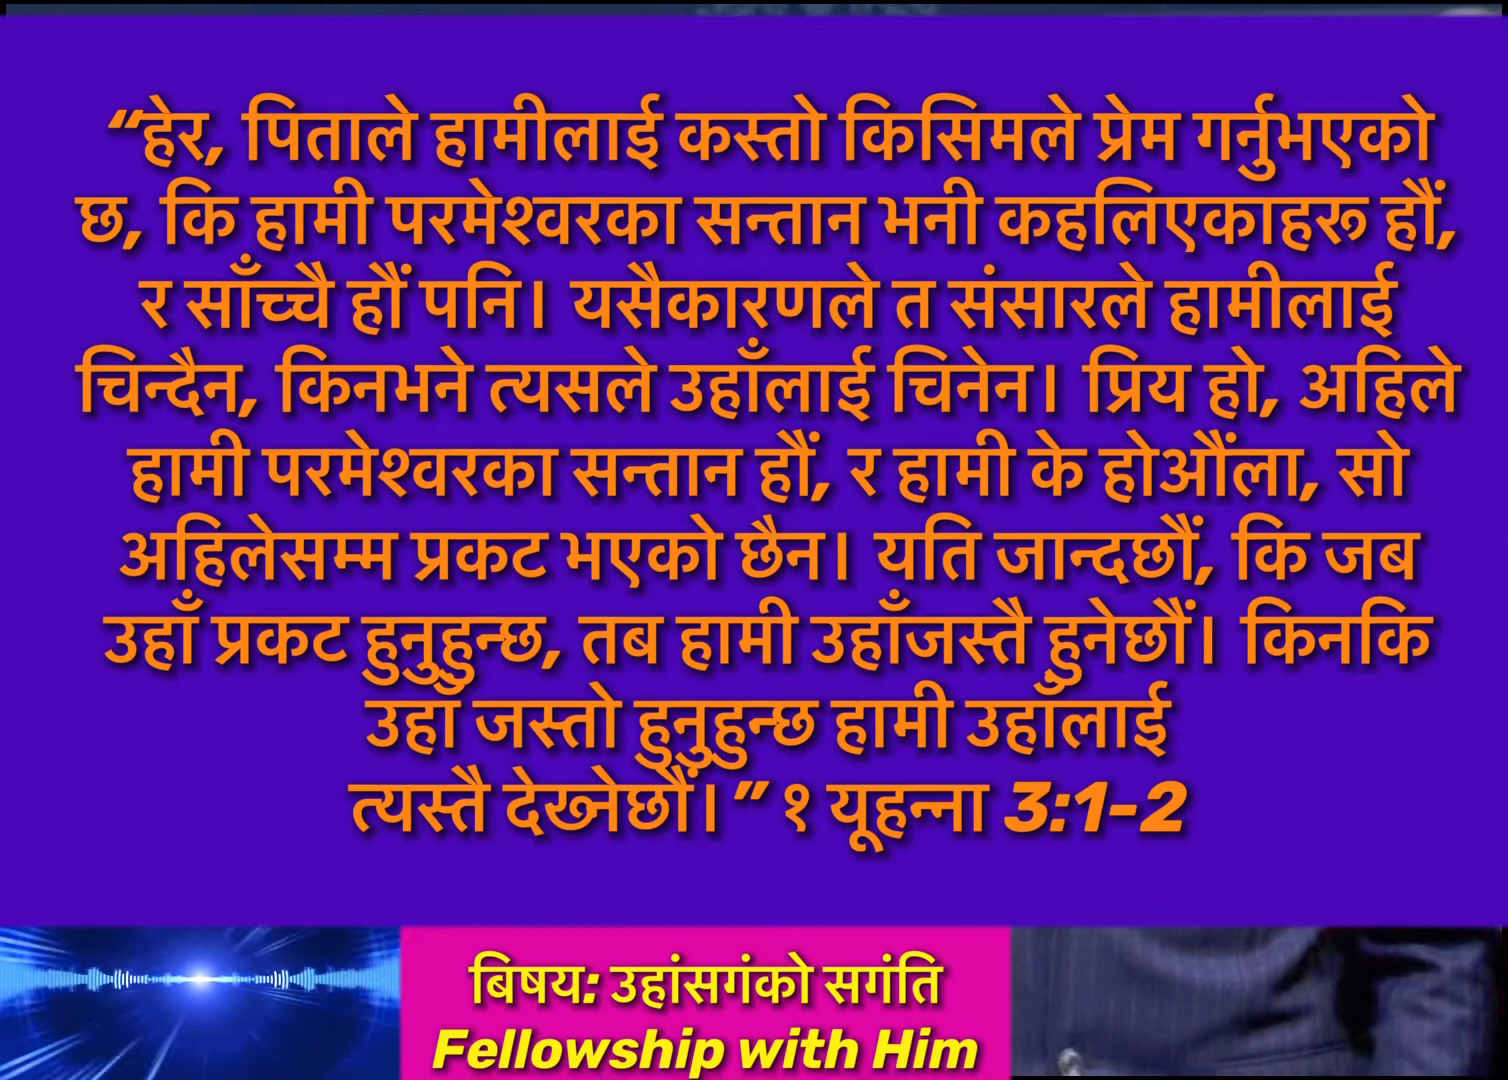 “हेर, पिताले हामीलाई कस्तो किसिमले प्रेम गर्नुभएको
छ, कि हामी परमेश्वरका सन्तान भनी कहलिएकाहरू हौं,
र साँच्चै हौं पनि। यसैकारणले त संसारले हामीलाई
चिन्दैन, किनभने त्यसले उहाँलाई चिनेन। प्रिय हो, अहिले
हामी परमेश्वरका सन्तान हौं, र हामी के होऔंला, सो
अहिलेसम्म प्रकट भएको छैन। यति जान्दछौं, कि जब
उहाँ प्रकट हुनुहुन्छ, तब हामी उहाँजस्तै हुनेछौं। किनकि
उहाँ जस्तो हुनुहुन्छ हामी उहाँलाई
त्यस्तै देख्नेछौं।” १ यूहन्ना 3:1-2
बिषय: उहांसगंको सगंति
Fellowship with Him